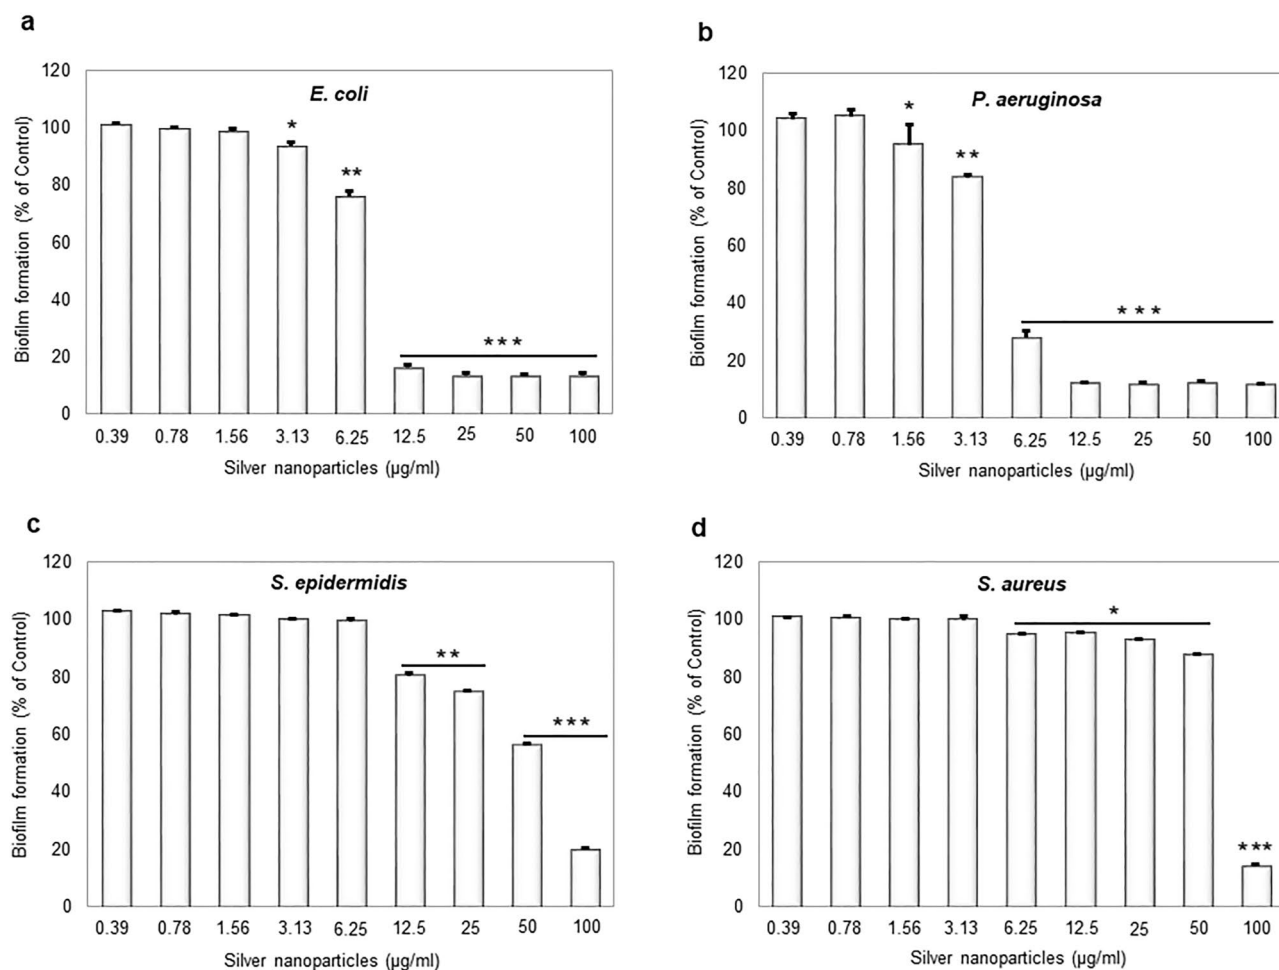 a
E. coli
Biofilm formation (% of Control)
120
100
80
60
40
20
0
*
**
***
0.39 0.78 1.56 3.13 6.25 12.5 25 50 100
Silver nanoparticles (µg/ml)
b
P. aeruginosa
Biofilm formation (% of Control)
120
100
80
60
40
20
0
*
**
***
0.39 0.78 1.56 3.13 6.25 12.5 25 50 100
Silver nanoparticles (µg/ml)
c
S. epidermidis
Biofilm formation (% of Control)
120
100
80
60
40
20
0
**
***
0.39 0.78 1.56 3.13 6.25 12.5 25 50 100
Silver nanoparticles (µg/ml)
d
S. aureus
Biofilm formation (% of Control)
120
100
80
60
40
20
0
*
***
0.39 0.78 1.56 3.13 6.25 12.5 25 50 100
Silver nanoparticles (µg/ml)